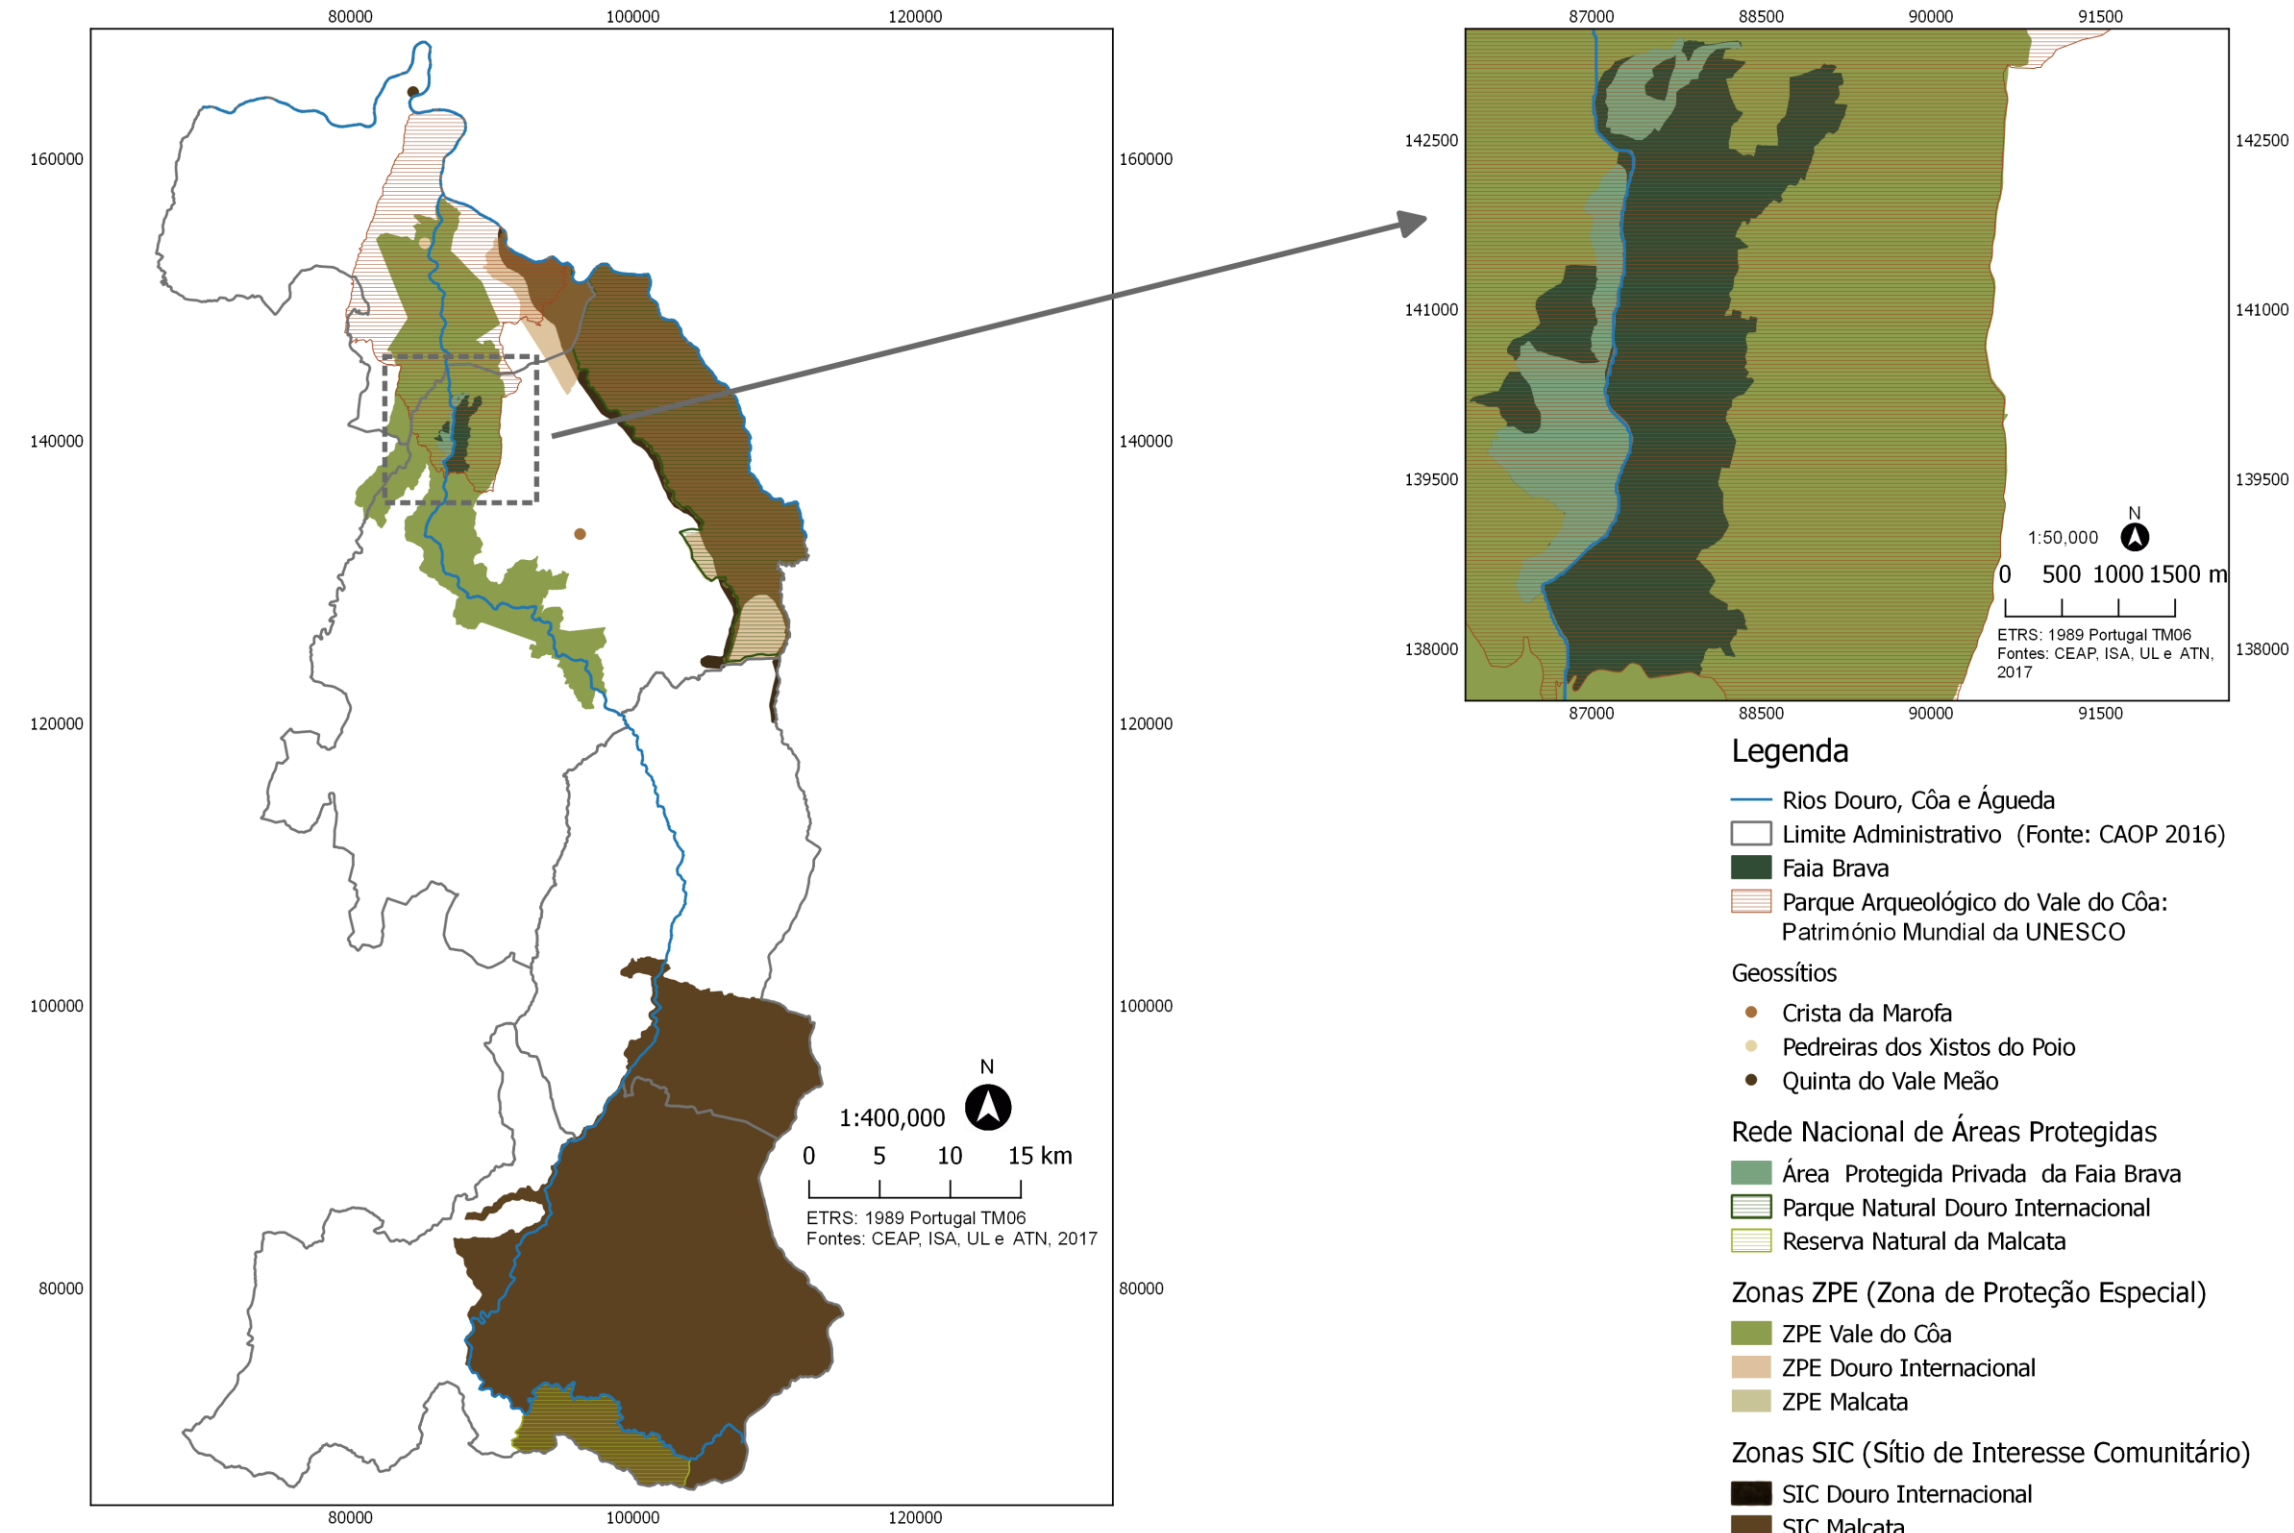 80000 100000 120000
87000 88500 90000 91500
160000 160000
140000 140000
120000 120000
100000 100000
80000 80000
142500 142500
141000 141000
139500 139500
138000 138000
N
1:50,000
0 500 1000 1500 m
ETRS: 1989 Portugal TM06
Fontes: CEAP, ISA, UL e ATN,
2017
87000 88500 90000 91500
N
1:400,000
0 5 10 15 km
ETRS: 1989 Portugal TM06
Fontes: CEAP, ISA, UL e ATN, 2017
80000 100000 120000
Legenda
Rios Douro, Côa e Águeda
Limite Administrativo (Fonte: CAOP 2016)
Faia Brava
Parque Arqueológico do Vale do Côa:
Património Mundial da UNESCO
Geossítios
Crista da Marofa
Pedreiras dos Xistos do Poio
Quinta do Vale Meão
Rede Nacional de Áreas Protegidas
Área Protegida Privada da Faia Brava
Parque Natural Douro Internacional
Reserva Natural da Malcata
Zonas ZPE (Zona de Proteção Especial)
ZPE Vale do Côa
ZPE Douro Internacional
ZPE Malcata
Zonas SIC (Sítio de Interesse Comunitário)
SIC Douro Internacional
SIC Malcata